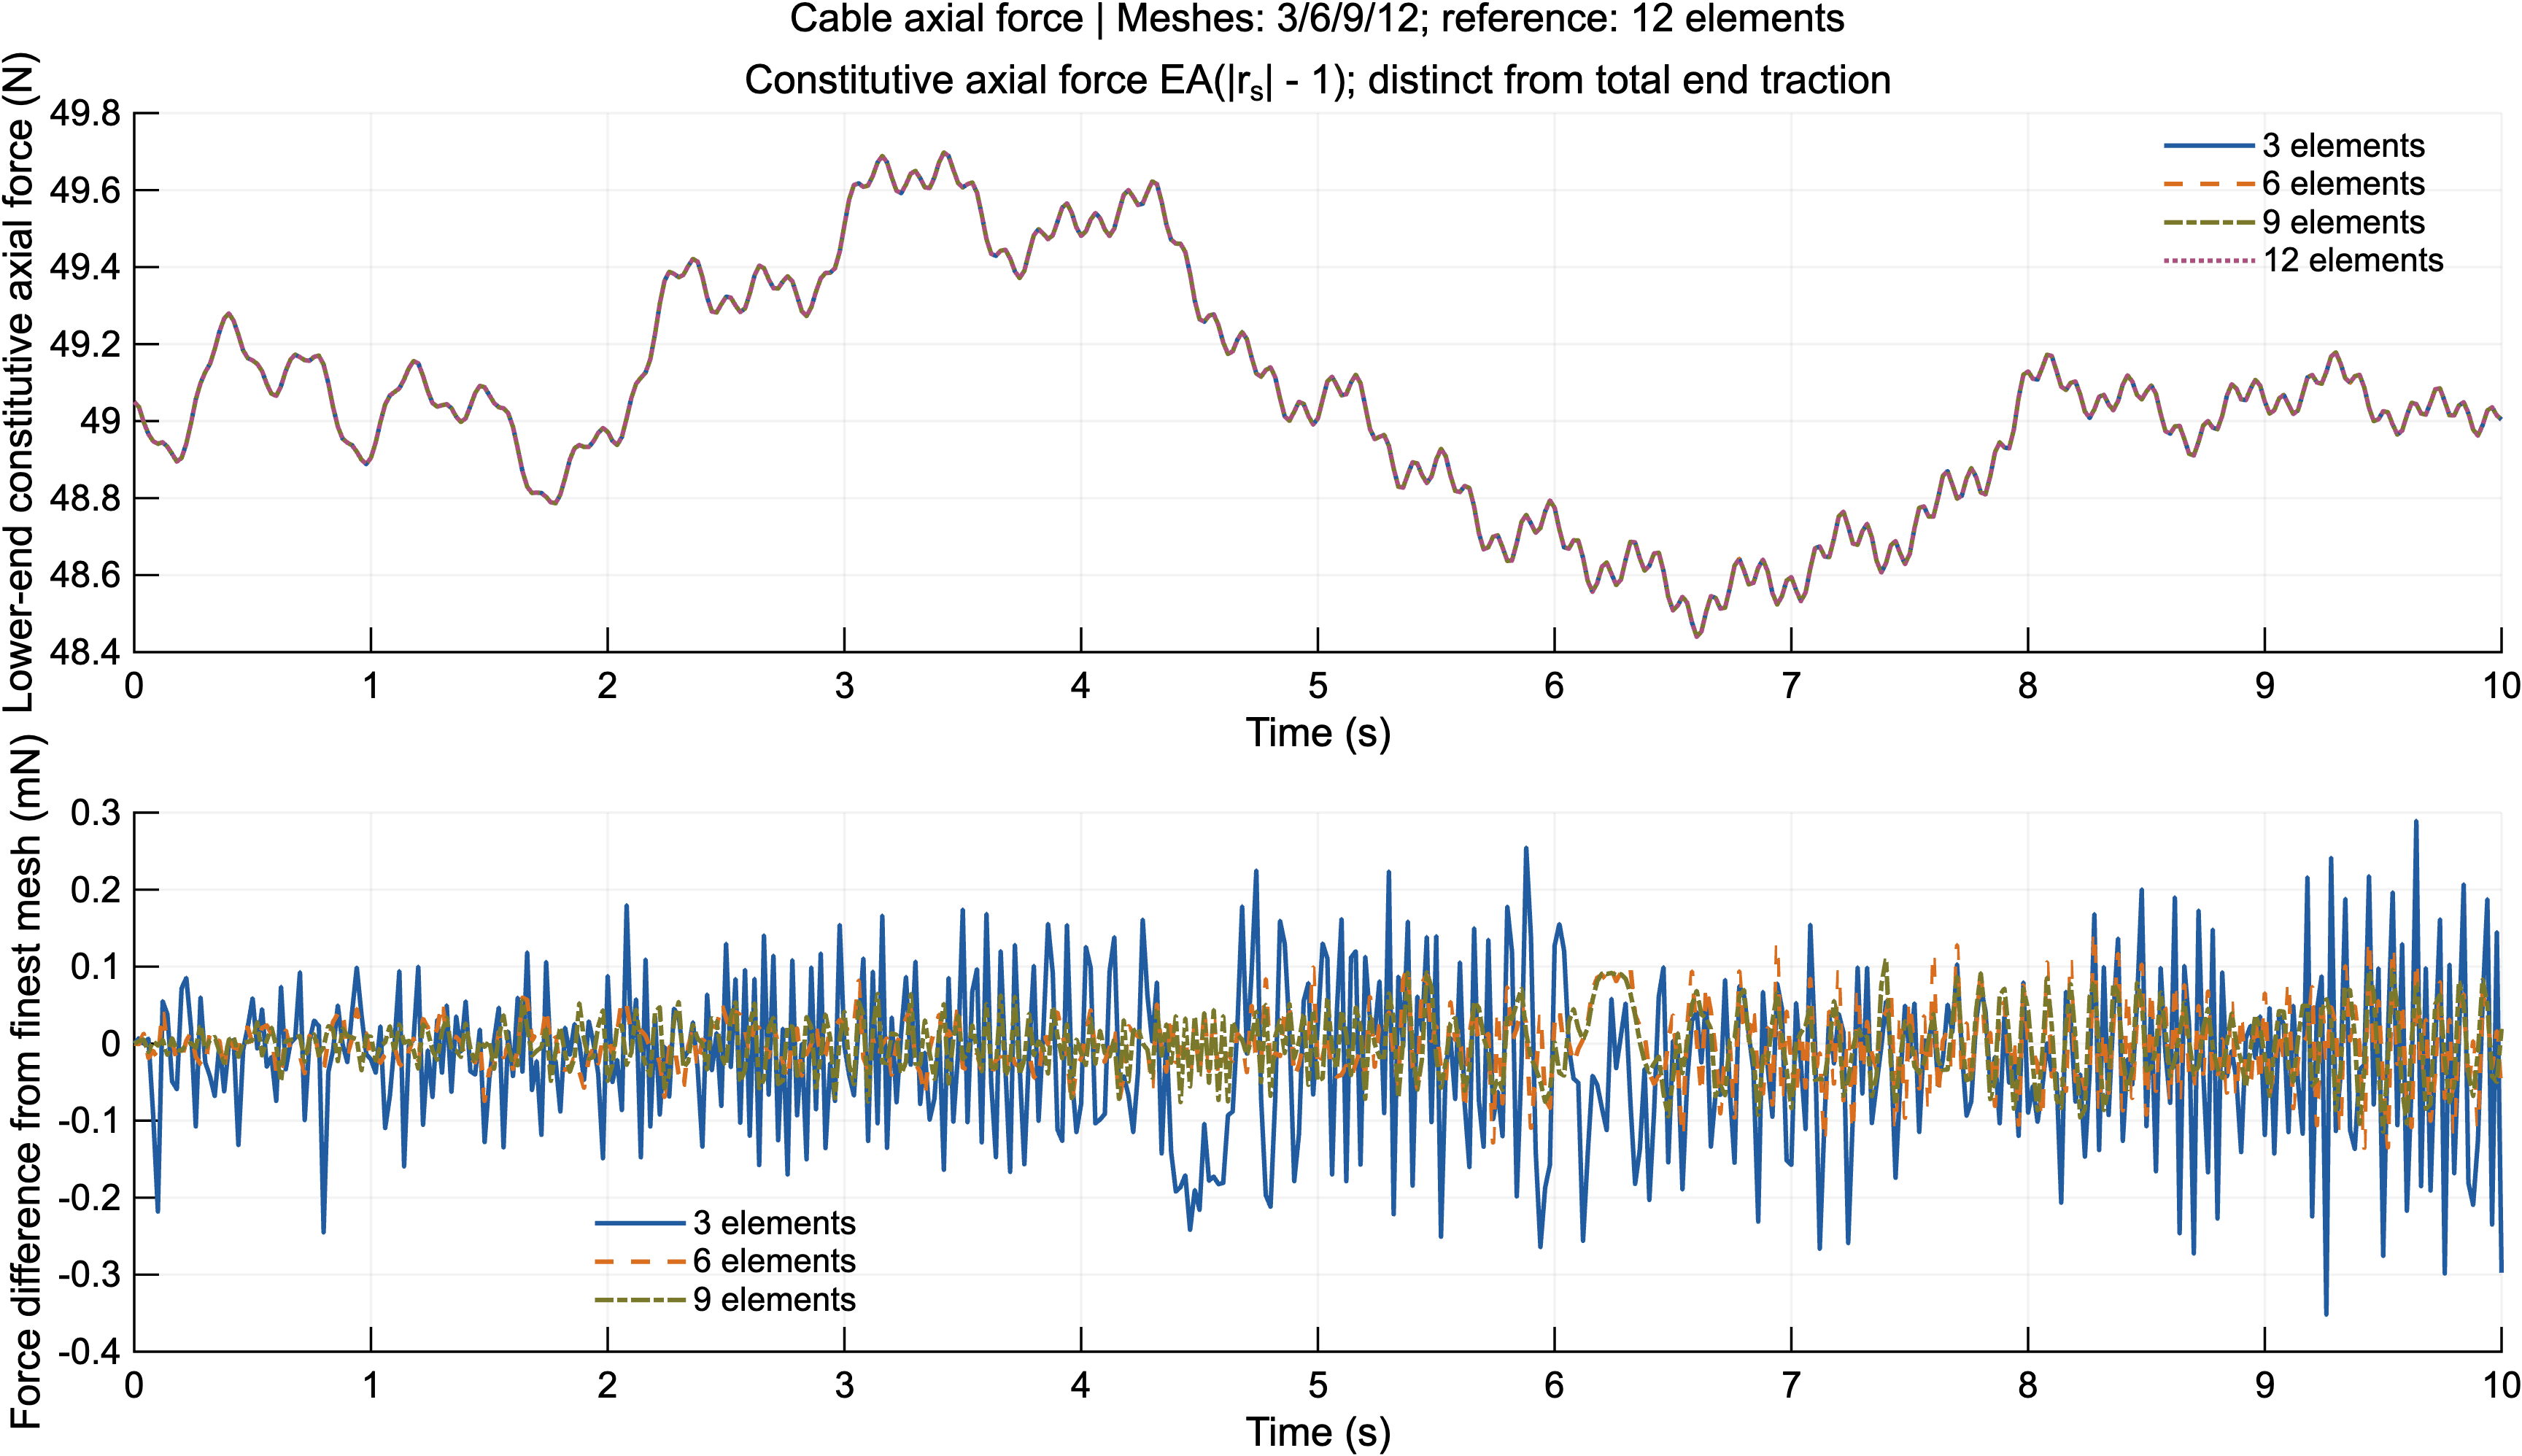 Cable axial force | Meshes: 3/6/9/12; reference: 12 elements
Constitutive axial force EA(|rs| - 1); distinct from total end traction
Lower-end constitutive axial force (N)
49.8
49.6
49.4
49.2
49
48.8
48.6
48.4
3 elements
6 elements
9 elements
12 elements
0 1 2 3 4 5 6 7 8 9 10
Time (s)
Force difference from finest mesh (mN)
0.3
0.2
0.1
0
-0.1
-0.2
-0.3
-0.4
3 elements
6 elements
9 elements
0 1 2 3 4 5 6 7 8 9 10
Time (s)